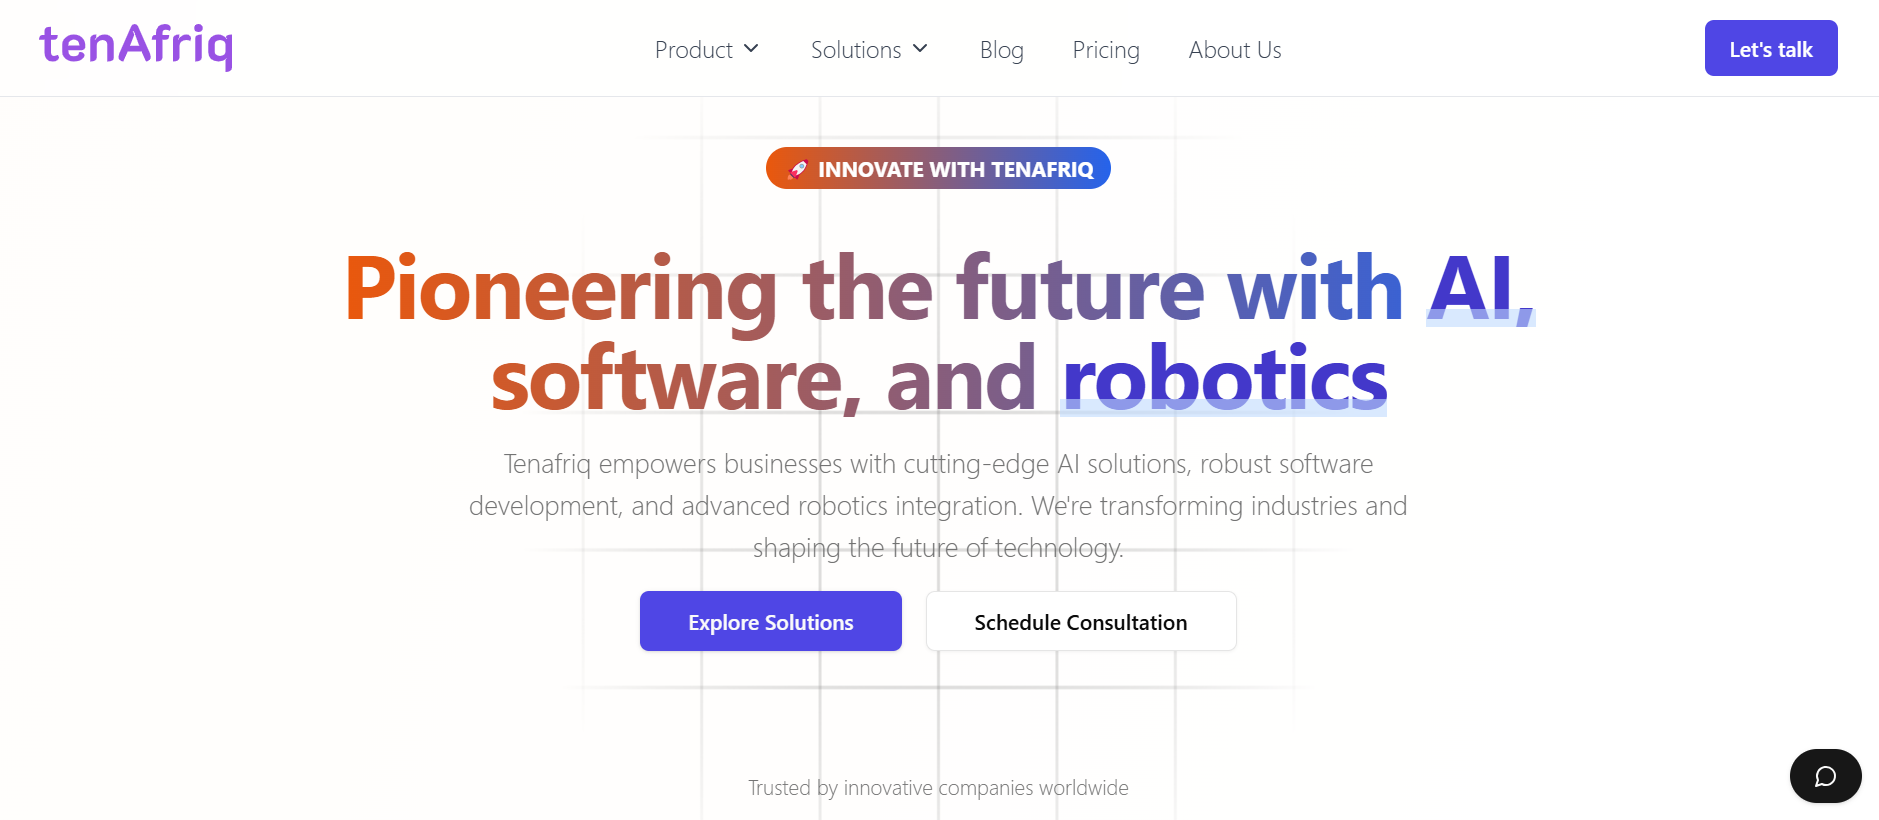 tenAfriq
Product
Solutions
Blog
Pricing
About Us
Let's talk
🚀 INNOVATE WITH TENAFRIQ
Pioneering the future with AI,
software, and robotics
Tenafriq empowers businesses with cutting-edge AI solutions, robust software
development, and advanced robotics integration. We're transforming industries and
shaping the future of technology.
Explore Solutions
Schedule Consultation
Trusted by innovative companies worldwide